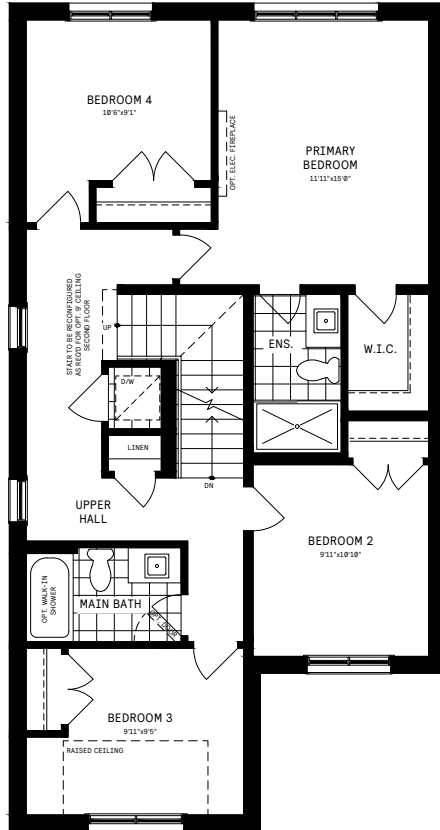 BEDROOM 4
10'6"x9'1"
OPT. ELEC. FIREPLACE
PRIMARY
BEDROOM
11'11"x15'0"
STAIR TO BE RECONFIGURED
AS REQ'D FOR OPT. 9' CEILING
SECOND FLOOR
UP
ENS.
W.I.C.
D/W
LINEN
DN
UPPER
HALL
BEDROOM 2
9'11"x10'10"
OPT. WALK-IN
SHOWER
MAIN BATH
BEDROOM 3
9'11"x9'5"
RAISED CEILING